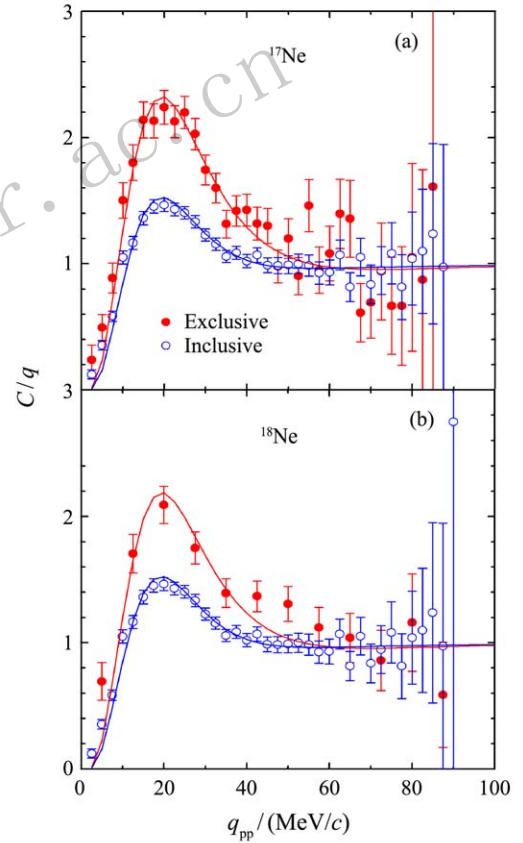 3
(a)
¹⁷Ne
2
1
Exclusive
Inclusive
C/q
3
(b)
¹⁸Ne
2
1
0
0 20 40 60 80 100
q_pp/(MeV/c)
r.ac.cn